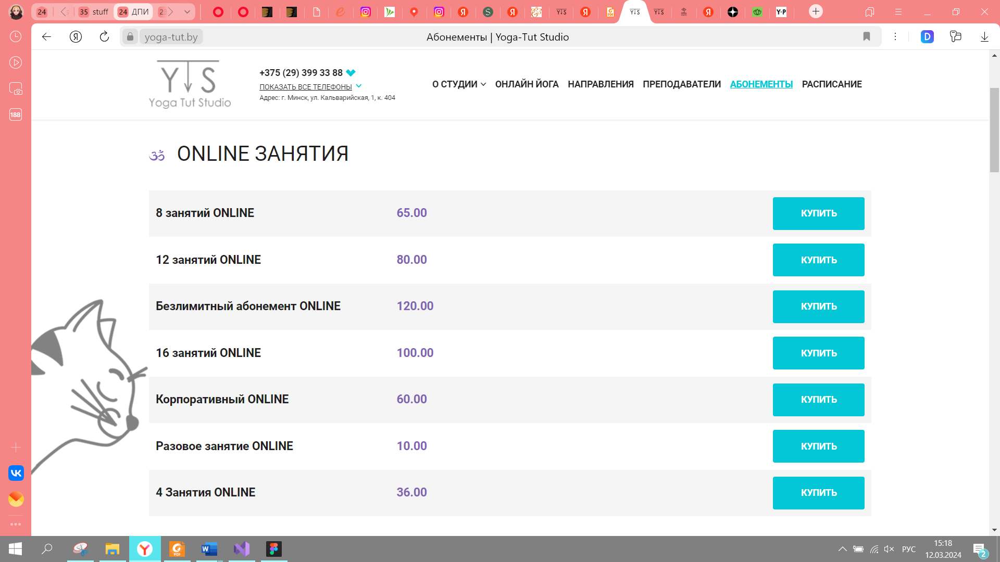 24
35 stuff
24 ДПИ
23
yoga-tut.by
Абонементы | Yoga-Tut Studio
188
YTS
Yoga Tut Studio
+375 (29) 399 33 88
ПОКАЗАТЬ ВСЕ ТЕЛЕФОНЫ
Адрес: г. Минск, ул. Кальварийская, 1, к. 404
О СТУДИИ ОНЛАЙН ЙОГА НАПРАВЛЕНИЯ ПРЕПОДАВАТЕЛИ АБОНЕМЕНТЫ РАСПИСАНИЕ
ॐ ONLINE ЗАНЯТИЯ
8 занятий ONLINE 65.00 КУПИТЬ
12 занятий ONLINE 80.00 КУПИТЬ
Безлимитный абонемент ONLINE 120.00 КУПИТЬ
16 занятий ONLINE 100.00 КУПИТЬ
Корпоративный ONLINE 60.00 КУПИТЬ
Разовое занятие ONLINE 10.00 КУПИТЬ
4 Занятия ONLINE 36.00 КУПИТЬ
РУС
15:18
12.03.2024
2